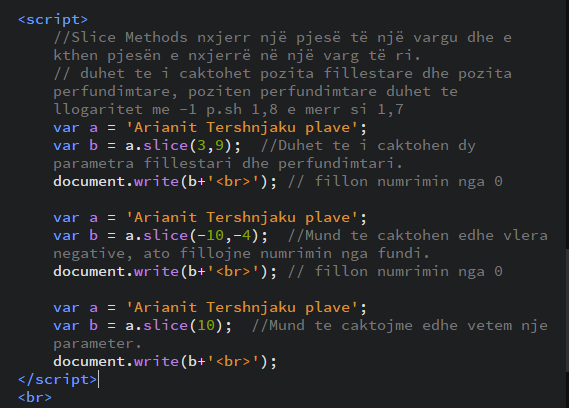 <script>
//Slice Methods nxjerr një pjesë të një vargu dhe e
kthen pjesën e nxjerrë në një varg të ri.
// duhet te i caktohet pozita fillestare dhe pozita
perfundimtare, poziten perfundimtare duhet te
llogaritet me -1 p.sh 1,8 e merr si 1,7
var a = 'Arianit Tershnjaku plave';
var b = a.slice(3,9);  //Duhet te i caktohen dy
parametra fillestari dhe perfundimtari.
document.write(b+'<br>'); // fillon numrimin nga 0
var a = 'Arianit Tershnjaku plave';
var b = a.slice(-10,-4);  //Mund te caktohen edhe vlera
negative, ato fillojne numrimin nga fundi.
document.write(b+'<br>'); // fillon numrimin nga 0
var a = 'Arianit Tershnjaku plave';
var b = a.slice(10);  //Mund te caktojme edhe vetem nje
parameter.
document.write(b+'<br>');
</script>
<br>